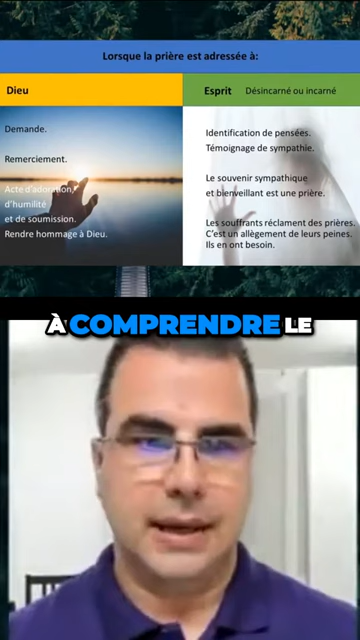 Lorsque la prière est adressée à:
Dieu
Demande.
Remerciement.
Acte d'adoration,
d'humilité
et de soumission.
Rendre hommage à Dieu.
Esprit Désincarné ou incarné
Identification de pensées.
Témoignage de sympathie.
Le souvenir sympathique
et bienveillant est une prière.
Les souffrants réclament des prières.
C'est un allègement de leurs peines.
Ils en ont besoin.
À COMPRENDRE LE